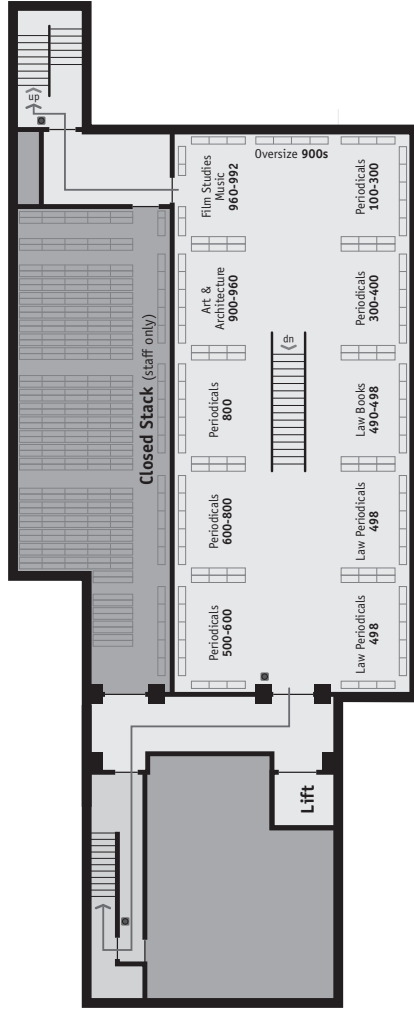 up
Oversize 900s
Film Studies
Music
960-992
Periodicals
100-300
Art &
Architecture
900-960
Periodicals
300-400
dn
Closed Stack (staff only)
Periodicals
800
Law Books
490-498
Periodicals
600-800
Law Periodicals
498
Periodicals
500-600
Law Periodicals
498
Lift